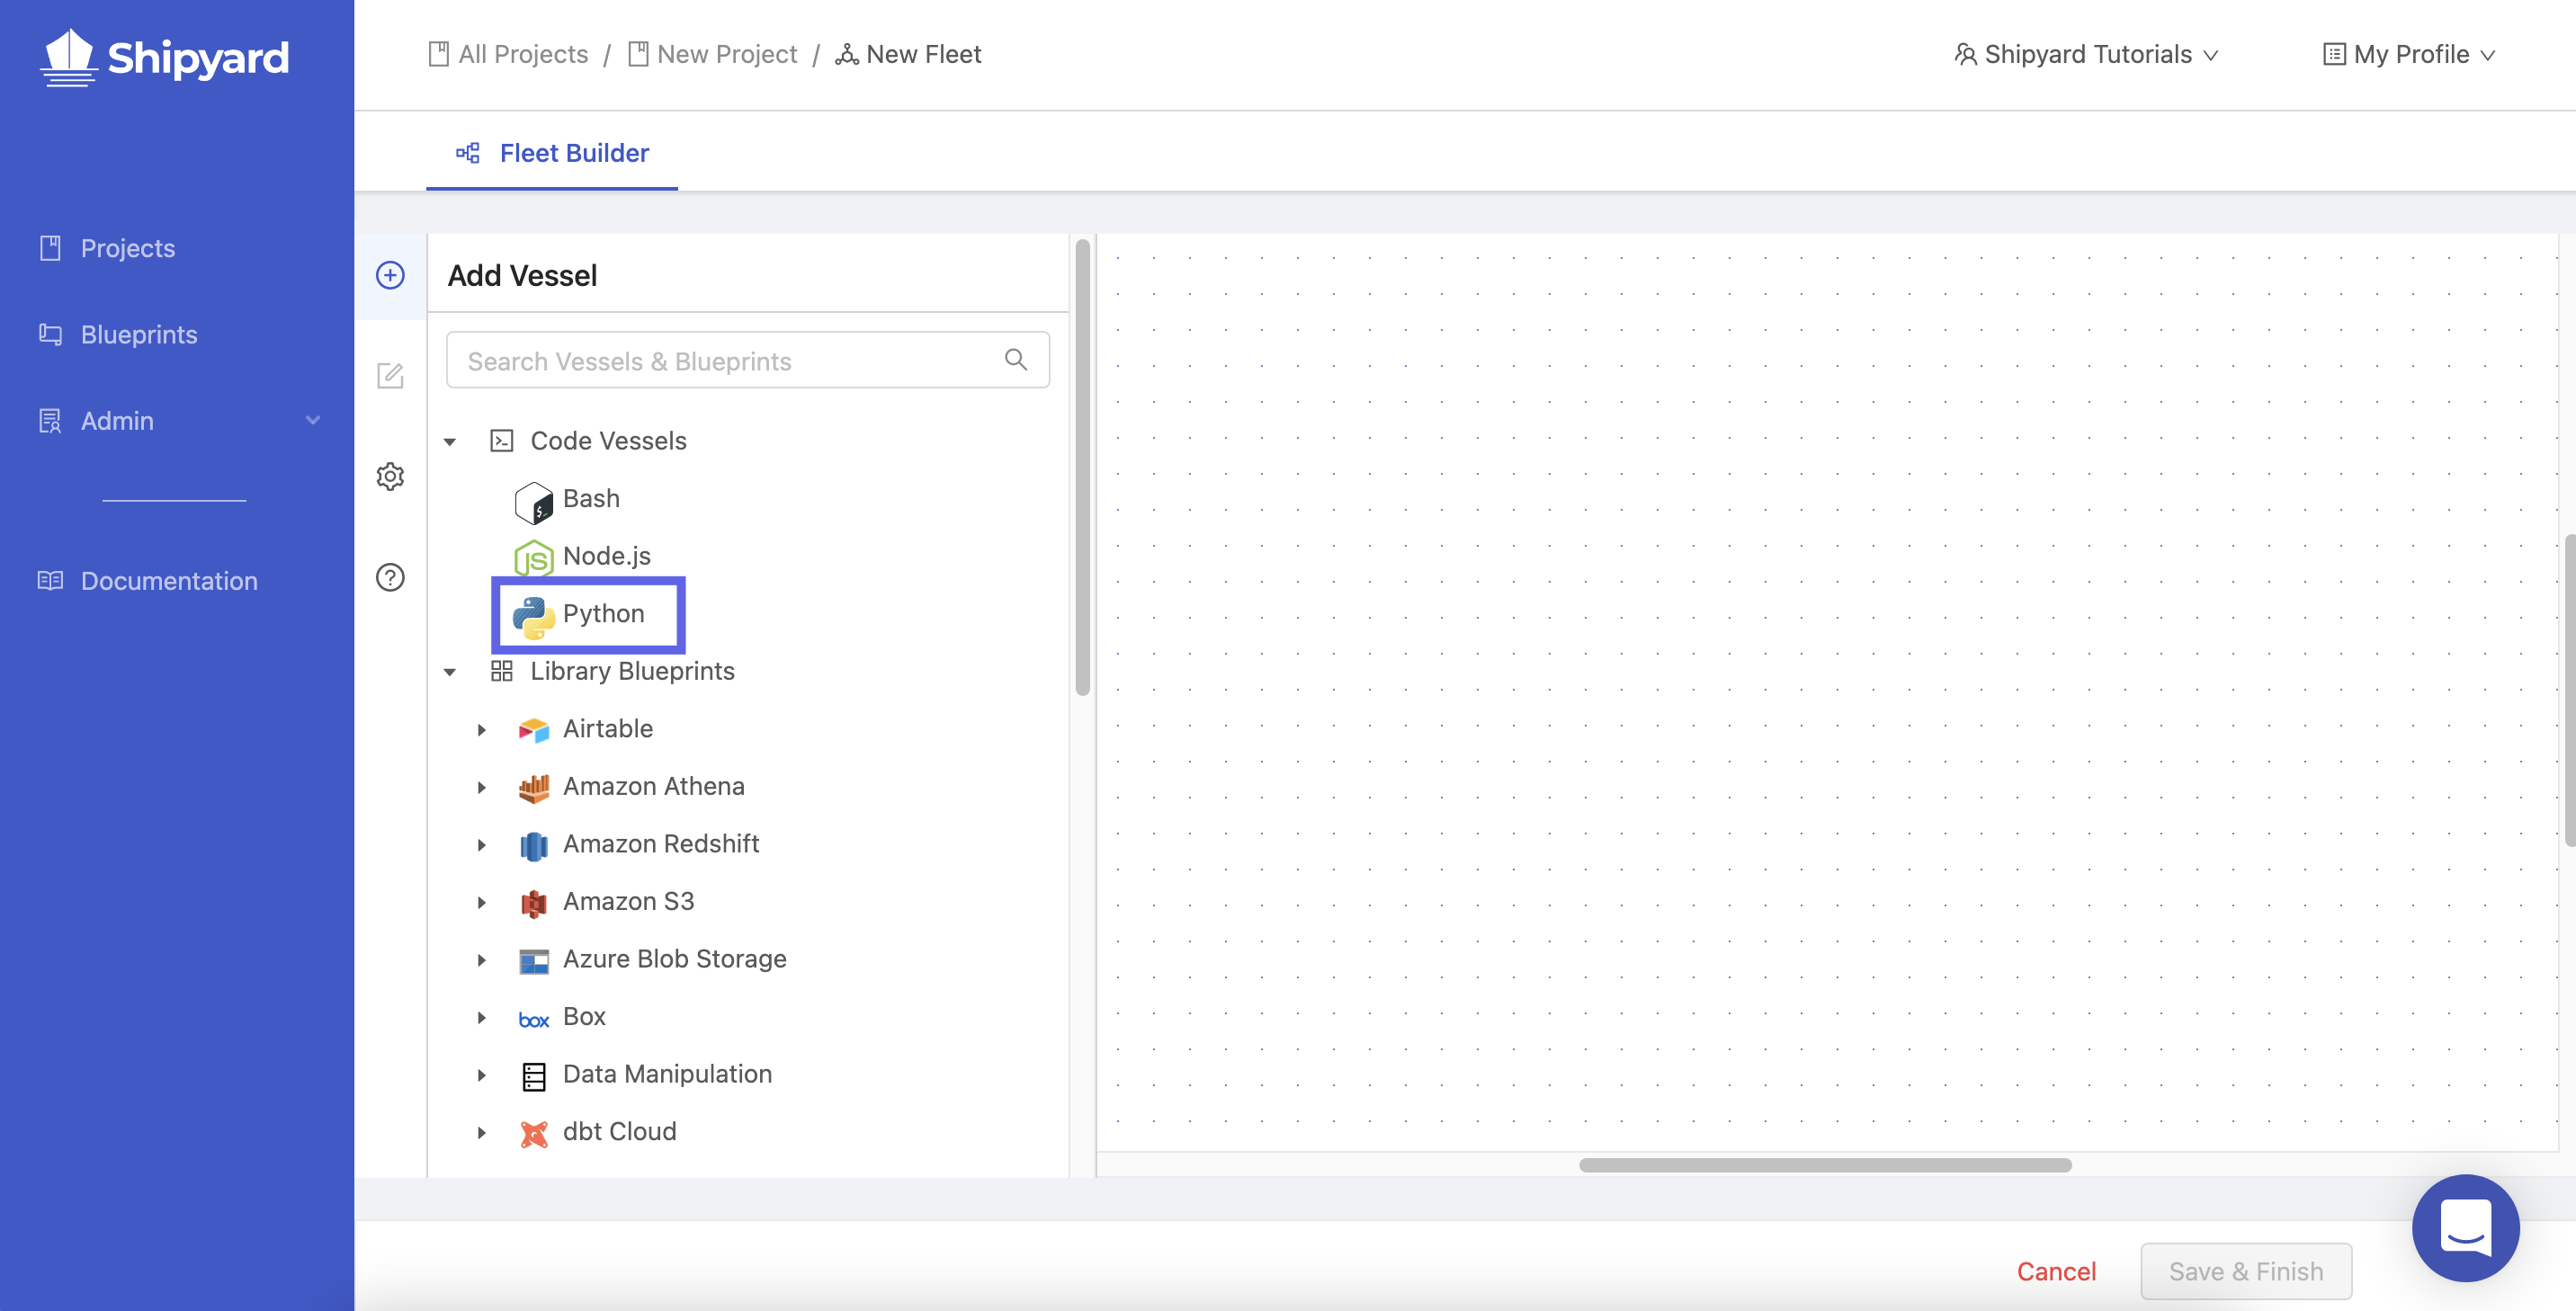 Shipyard
All Projects / New Project / New Fleet
Shipyard Tutorials
My Profile
Fleet Builder
Projects
Blueprints
Admin
Documentation
Add Vessel
Search Vessels & Blueprints
Code Vessels
$_
Bash
JS
Node.js
Python
Library Blueprints
Airtable
Amazon Athena
Amazon Redshift
Amazon S3
Azure Blob Storage
box Box
Data Manipulation
dbt Cloud
Cancel
Save & Finish